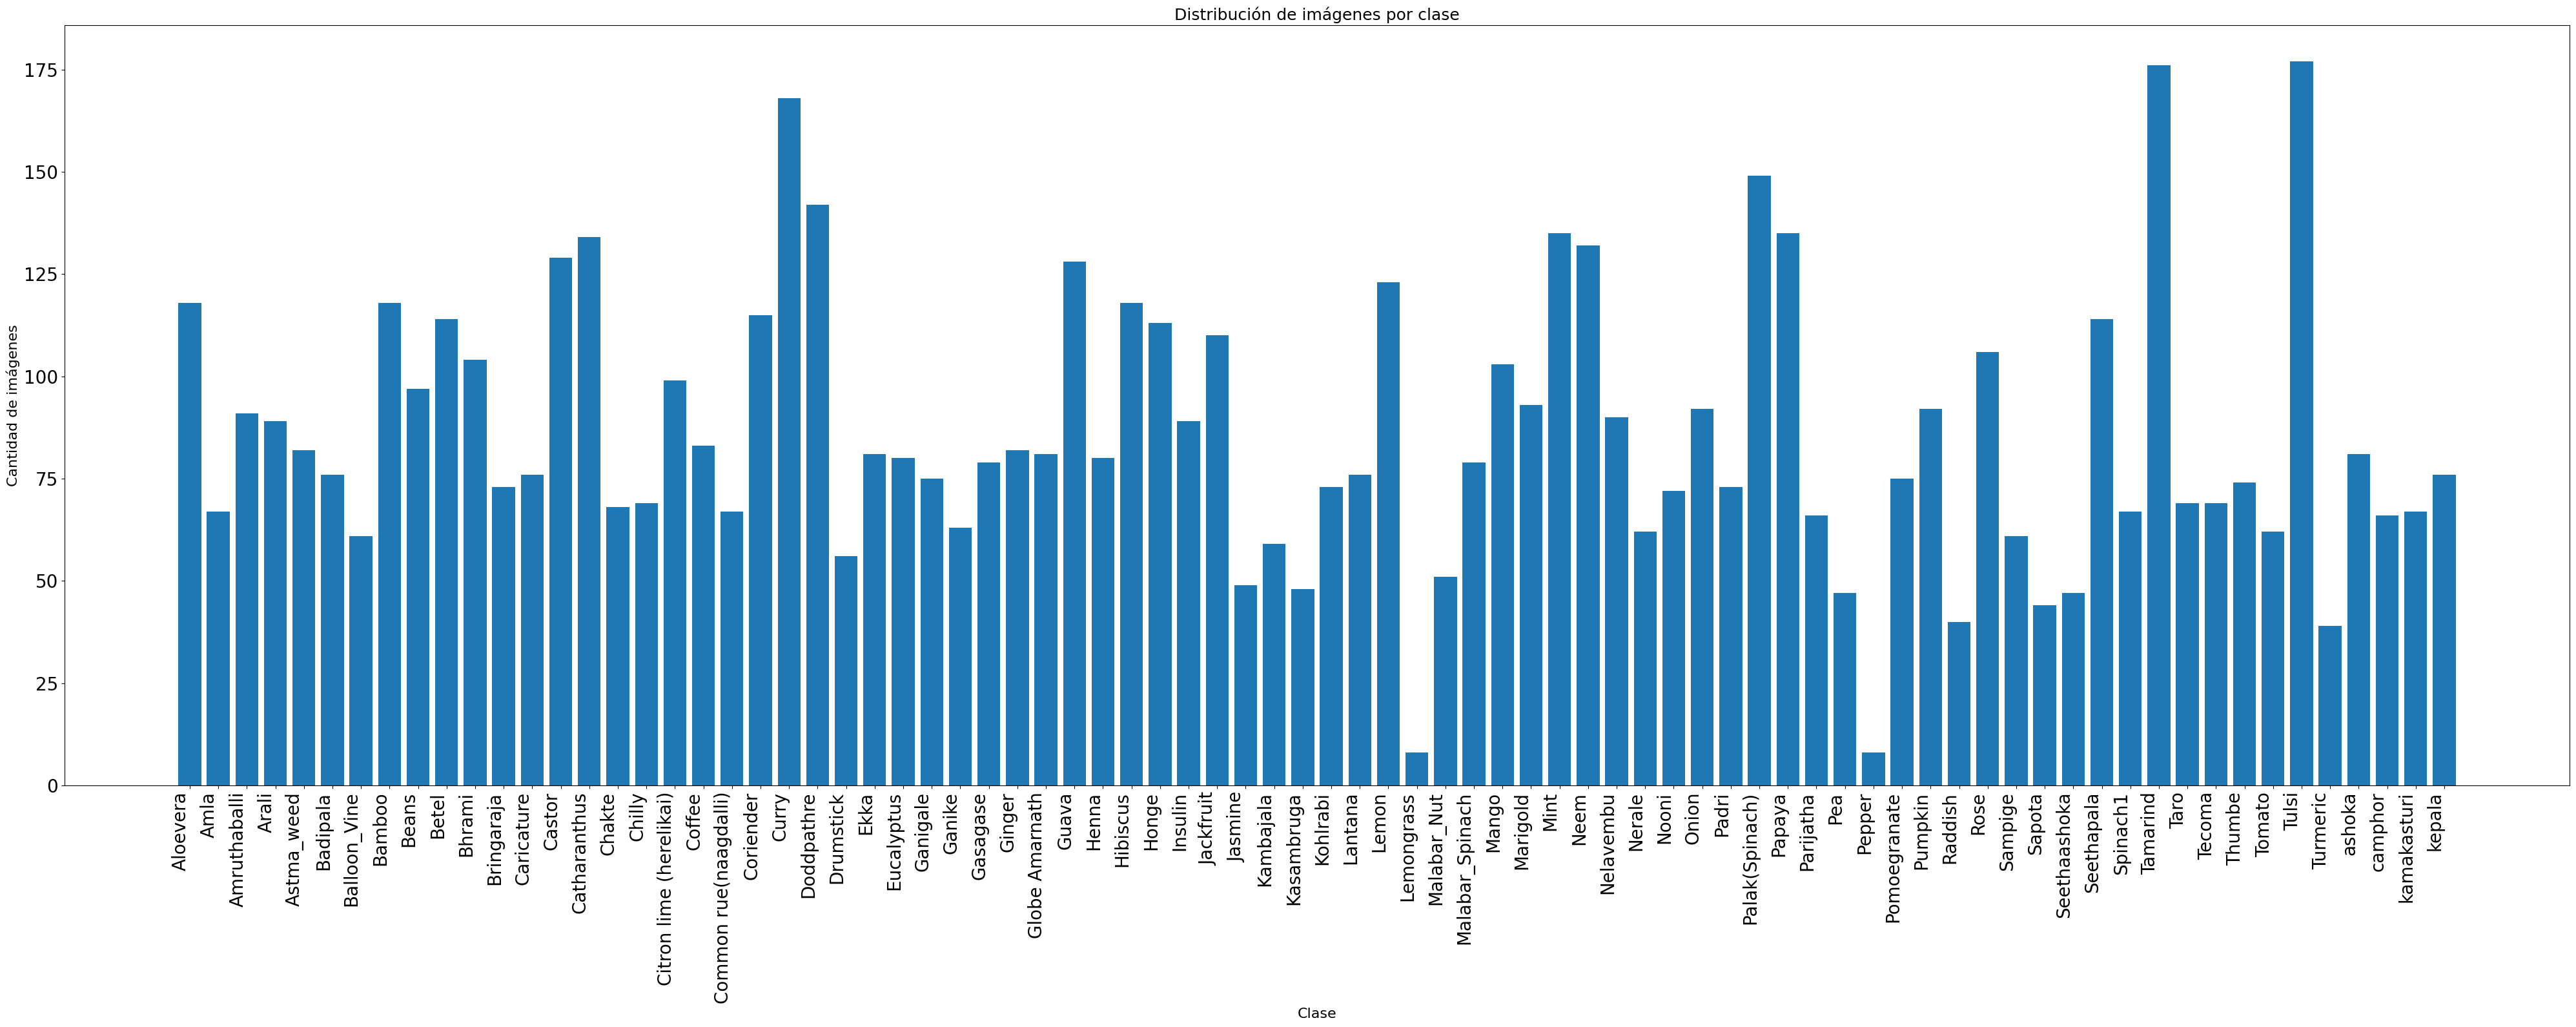 Distribución de imágenes por clase
Cantidad de imágenes
175
150
125
100
75
50
25
0
Aloevera
Amla
Amruthaballi
Arali
Astma_weed
Badipala
Balloon_Vine
Bamboo
Beans
Betel
Bhrami
Bringaraja
Caricature
Castor
Catharanthus
Chakte
Chilly
Citron lime (herelikai)
Coffee
Common rue(naagdalli)
Coriender
Curry
Doddpathre
Drumstick
Ekka
Eucalyptus
Ganigale
Ganike
Gasagase
Ginger
Globe Amarnath
Guava
Henna
Hibiscus
Honge
Insulin
Jackfruit
Jasmine
Kambajala
Kasambruga
Kohlrabi
Lantana
Lemon
Lemongrass
Malabar_Nut
Malabar_Spinach
Mango
Marigold
Mint
Neem
Nelavembu
Nerale
Nooni
Onion
Padri
Palak(Spinach)
Papaya
Parijatha
Pea
Pepper
Pomoegranate
Pumpkin
Raddish
Rose
Sampige
Sapota
Seethaashoka
Seethapala
Spinach1
Tamarind
Taro
Tecoma
Thumbe
Tomato
Tulsi
Turmeric
ashoka
camphor
kamakasturi
kepala
Clase